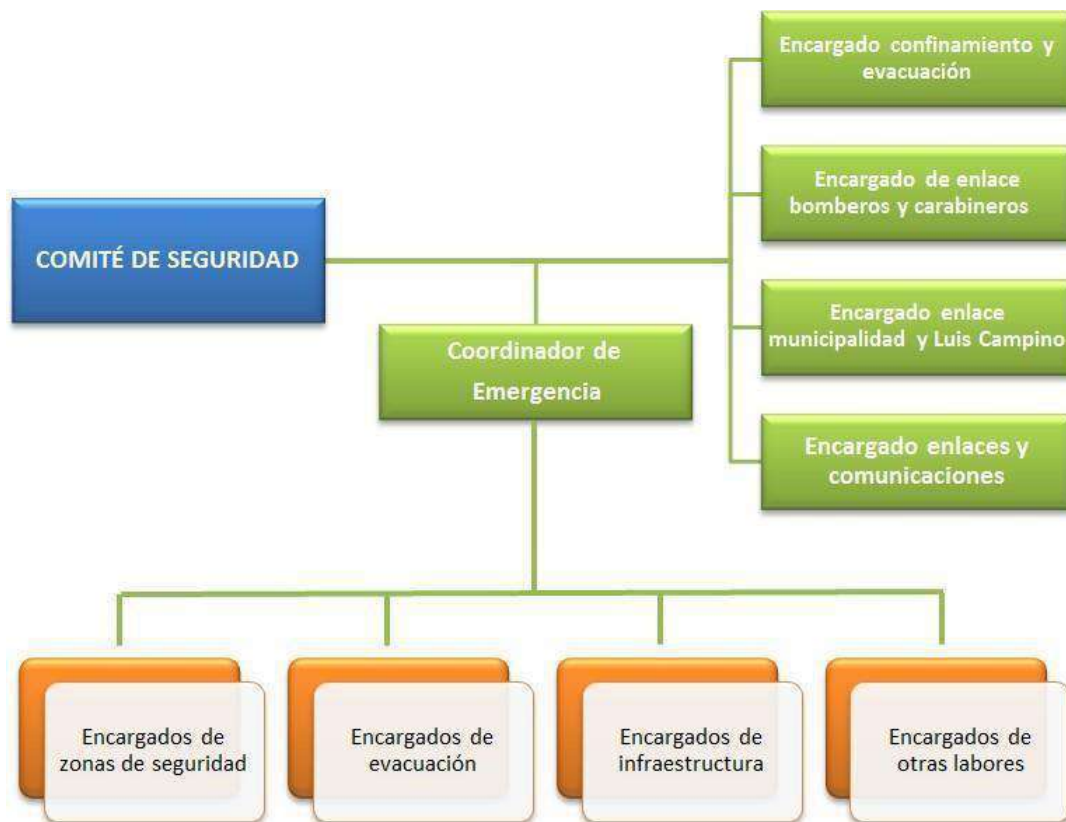 Encargado confinamiento y
evacuación
Encargado de enlace
bomberos y carabineros
COMITÉ DE SEGURIDAD
Encargado enlace
municipalidad y Luis Campino
Coordinador de
Emergencia
Encargado enlaces y
comunicaciones
Encargados de
zonas de seguridad
Encargados de
evacuación
Encargados de
infraestructura
Encargados de
otras labores